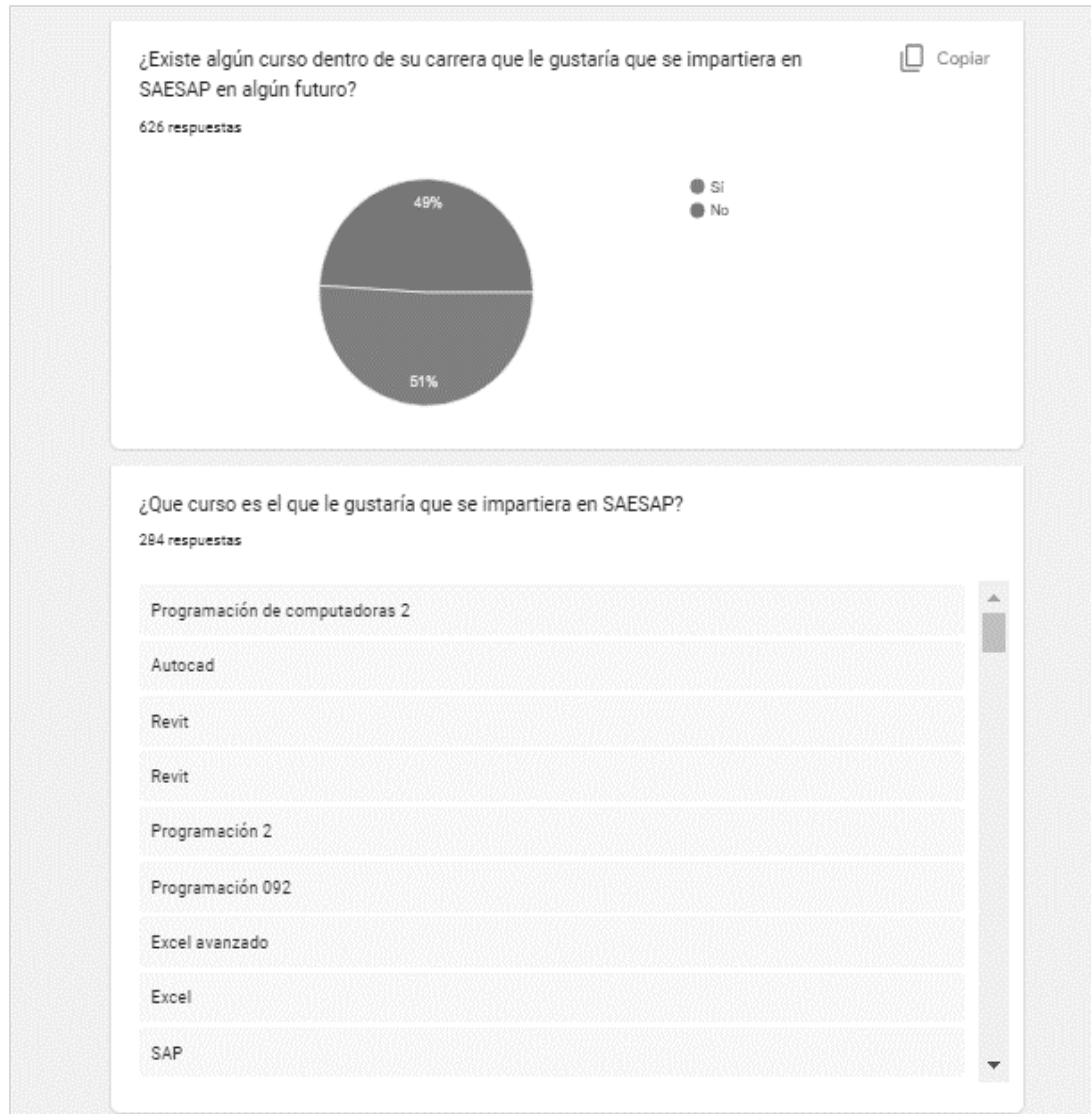 ¿Existe algún curso dentro de su carrera que le gustaría que se impartiera en
SAESAP en algún futuro?
Copiar
626 respuestas
49%
51%
Sí
No
¿Que curso es el que le gustaría que se impartiera en SAESAP?
284 respuestas
Programación de computadoras 2
Autocad
Revit
Revit
Programación 2
Programación 092
Excel avanzado
Excel
SAP